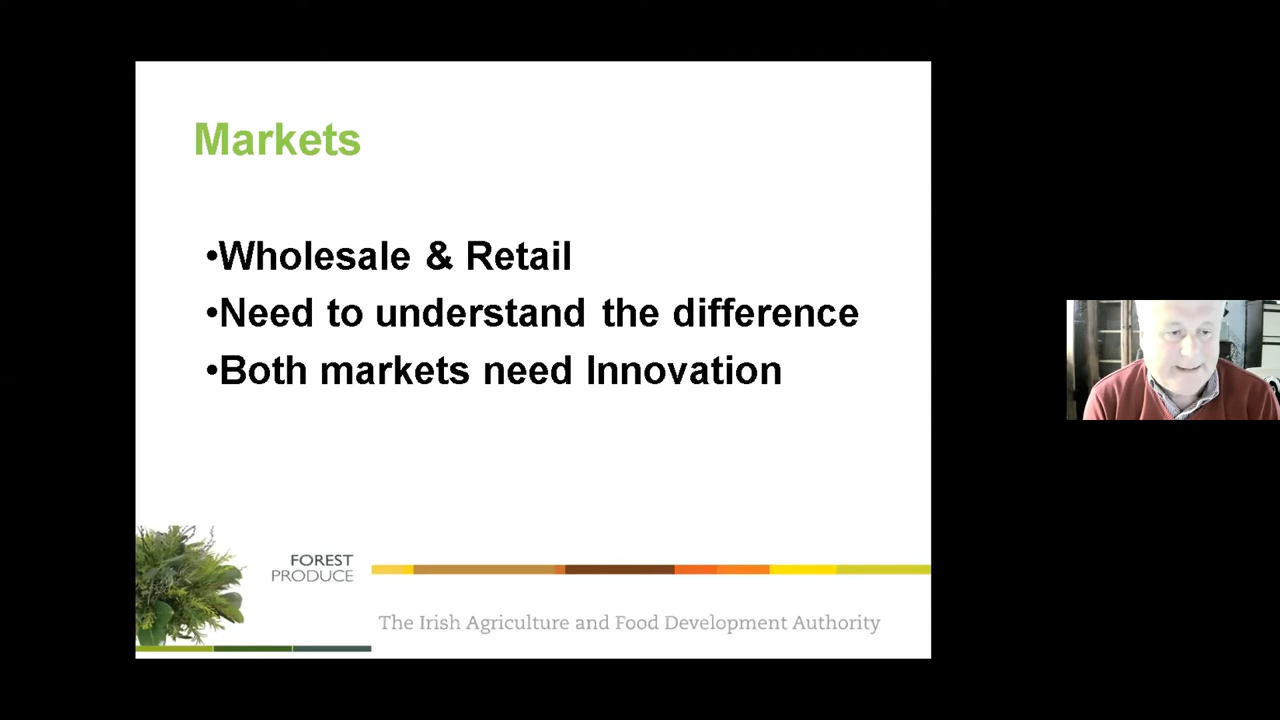 Markets
•Wholesale & Retail
•Need to understand the difference
•Both markets need Innovation
FOREST
PRODUCE
The Irish Agriculture and Food Development Authority